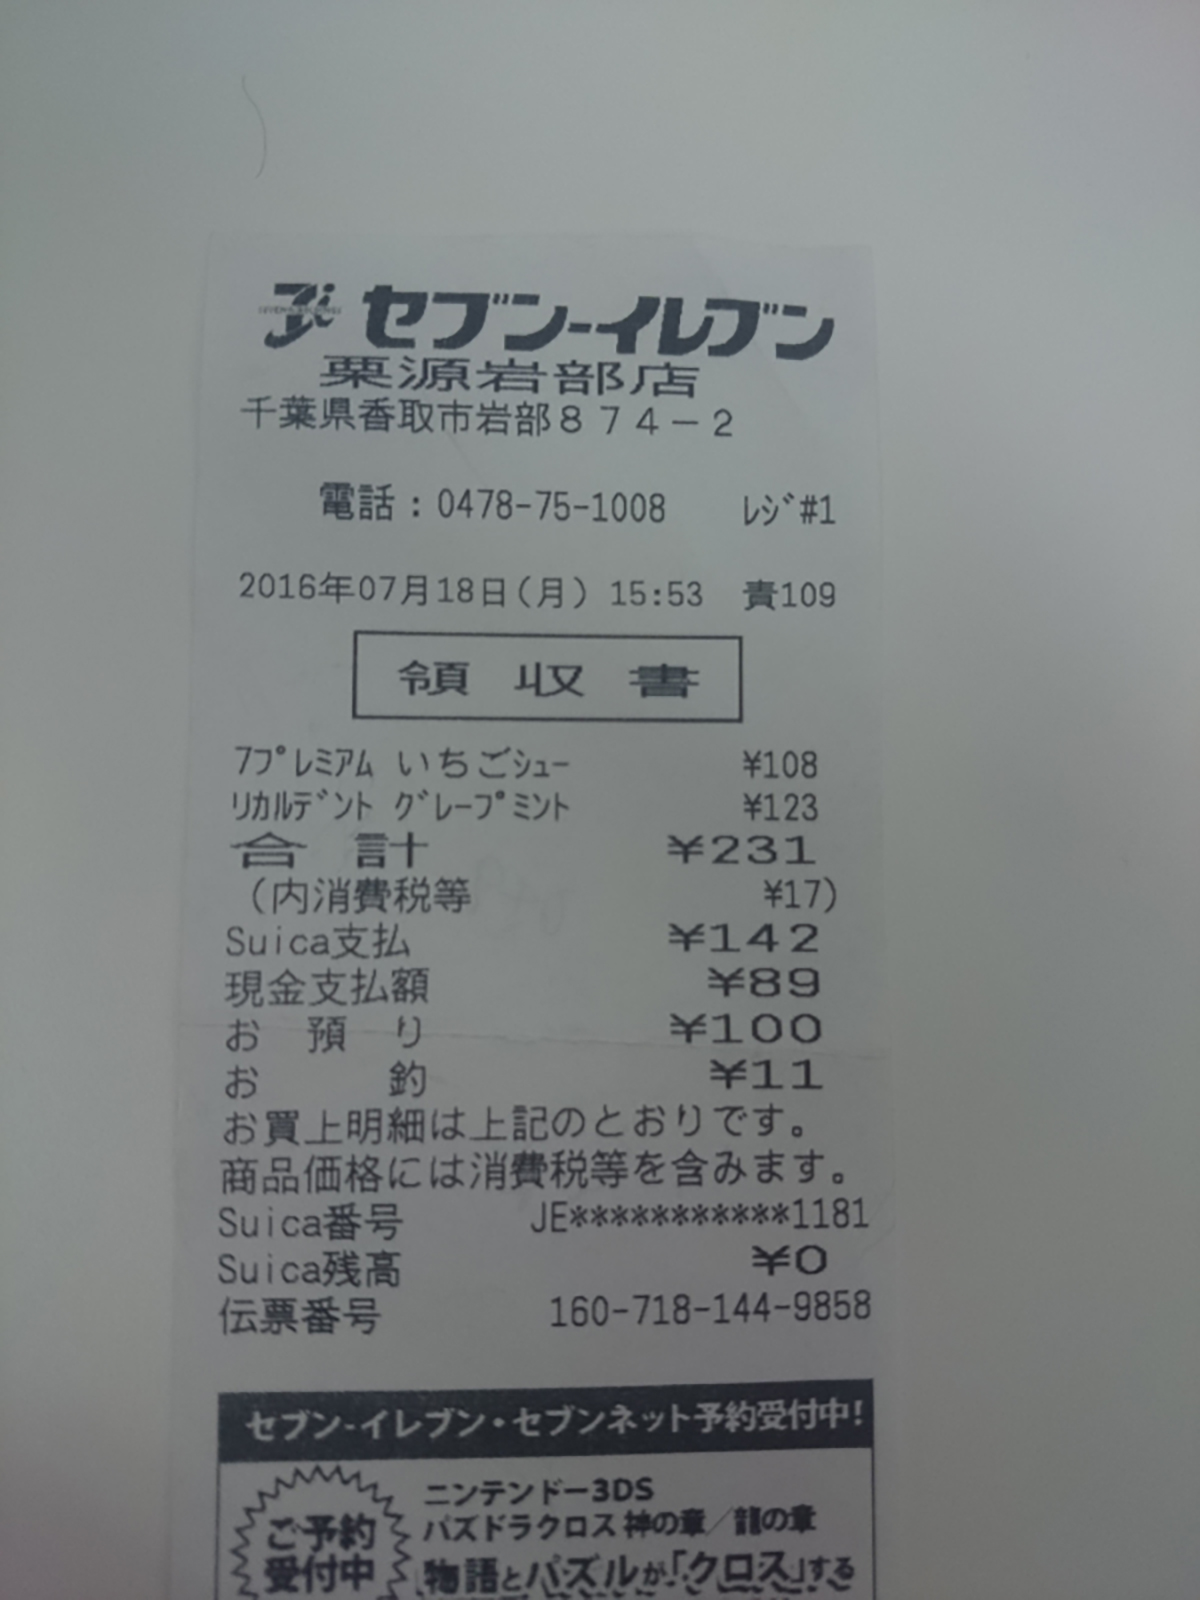 セブン-イレブン
栗源岩部店
千葉県香取市岩部874-2
電話:0478-75-1008 レジ#1
2016年07月18日(月) 15:53 責109
領収書
7プレミアム いちごシュー ¥108
リカルデント グレープミント ¥123
合計 ¥231
(内消費税等 ¥17)
Suica支払 ¥142
現金支払額 ¥89
お預り ¥100
お釣 ¥11
お買上明細は上記のとおりです。
商品価格には消費税等を含みます。
Suica番号 JE***********1181
Suica残高 ¥0
伝票番号 160-718-144-9858
セブン-イレブン・セブンネット予約受付中!
ニンテンドー3DS
パズドラクロス 神の章/龍の章
ご予約
受付中
物語とパズルが「クロス」する